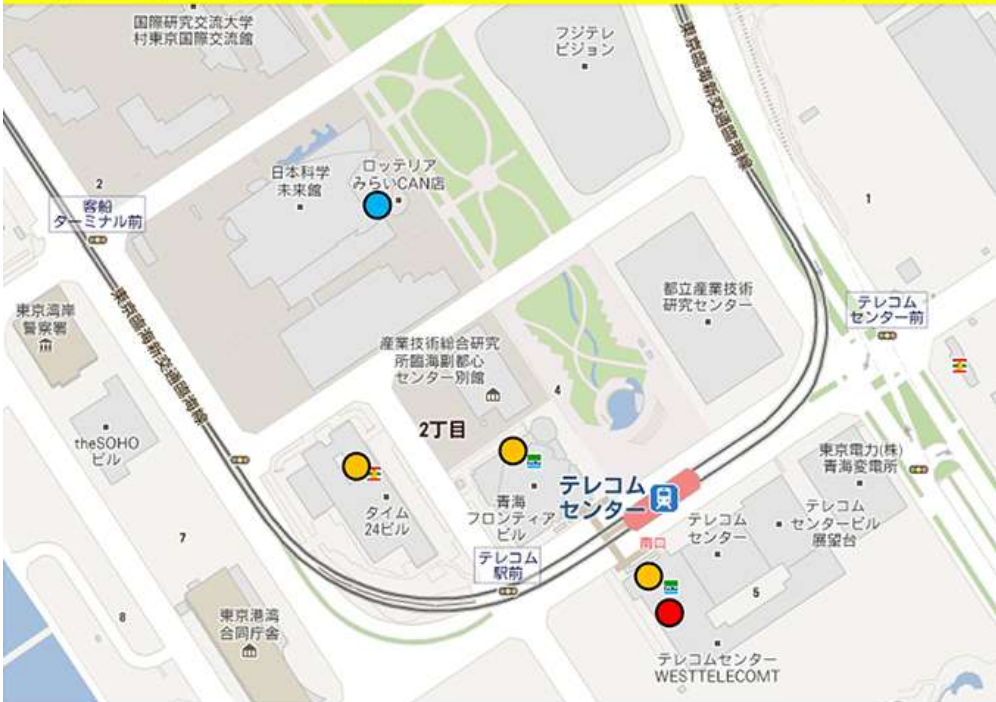 国際研究交流大学
村東京国際交流館
フジテレ
ビジョン
東京臨海新交通臨海線
日本科学
未来館
ロッテリア
みらいCAN店
2
1
客船
ターミナル前
東京臨海新交通臨海線
東京湾岸
警察署
都立産業技術
研究センター
テレコム
センター前
産業技術総合研究
所臨海副都心
センター別館
4
2丁目
theSOHO
ビル
東京電力(株)
青海変電所
タイム
24ビル
青海
フロンティア
ビル
テレコム
センター
テレコム
センター
テレコム
センタービル
展望台
南口
7
テレコム
駅前
5
8
東京港湾
合同庁舎
テレコムセンター
WESTTELECOMT